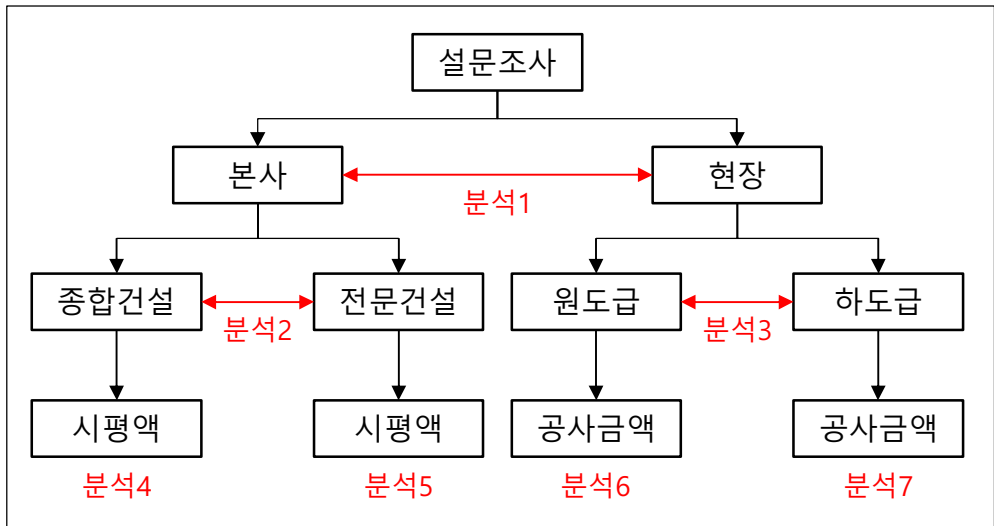 설문조사
본사
현장
분석1
종합건설
전문건설
원도급
하도급
분석2
분석3
시평액
시평액
공사금액
공사금액
분석4
분석5
분석6
분석7